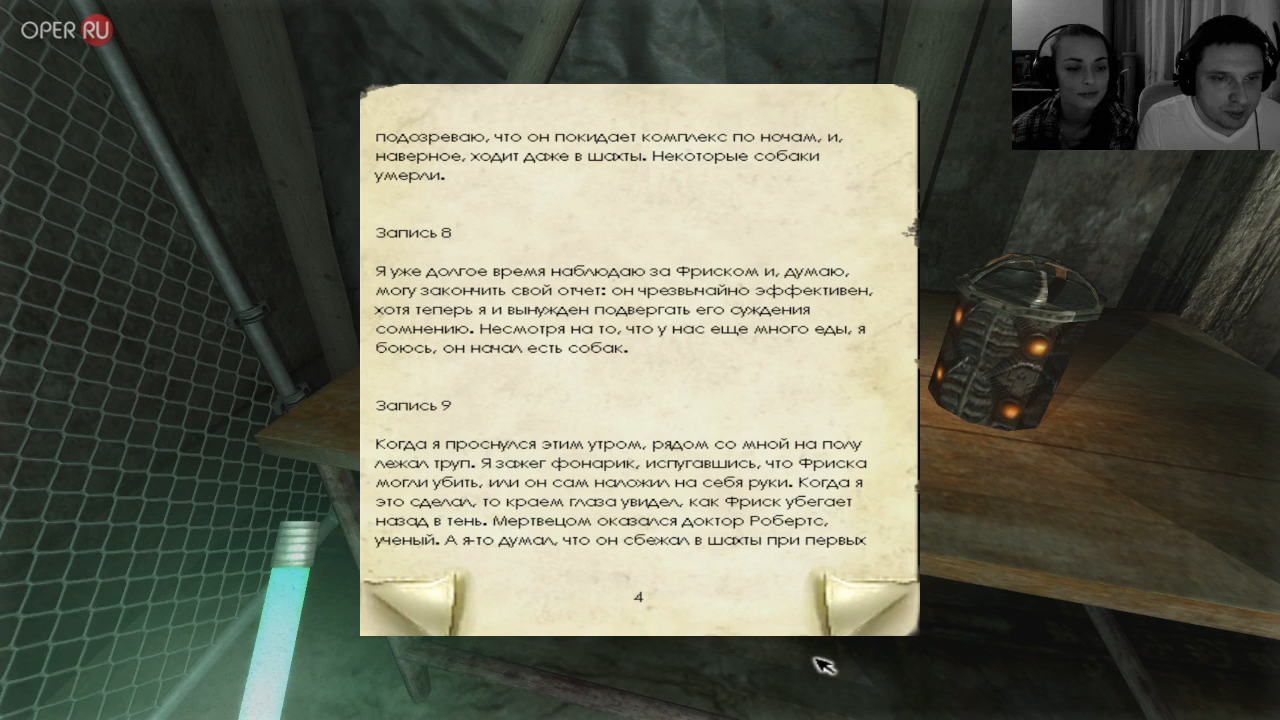 OPER RU
подозреваю, что он покидает комплекс по ночам, и,
наверное, ходит даже в шахты. Некоторые собаки
умерли.
Запись 8
Я уже долгое время наблюдаю за Фриском и, думаю,
могу закончить свой отчет: он чрезвычайно эффективен,
хотя теперь я и вынужден подвергать его суждения
сомнению. Несмотря на то, что у нас еще много еды, я
боюсь, он начал есть собак.
Запись 9
Когда я проснулся этим утром, рядом со мной на полу
лежал труп. Я зажег фонарик, испугавшись, что Фриска
могли убить, или он сам наложил на себя руки. Когда я
это сделал, то краем глаза увидел, как Фриск убегает
назад в тень. Мертвецом оказался доктор Робертс,
ученый. А я-то думал, что он сбежал в шахты при первых
4